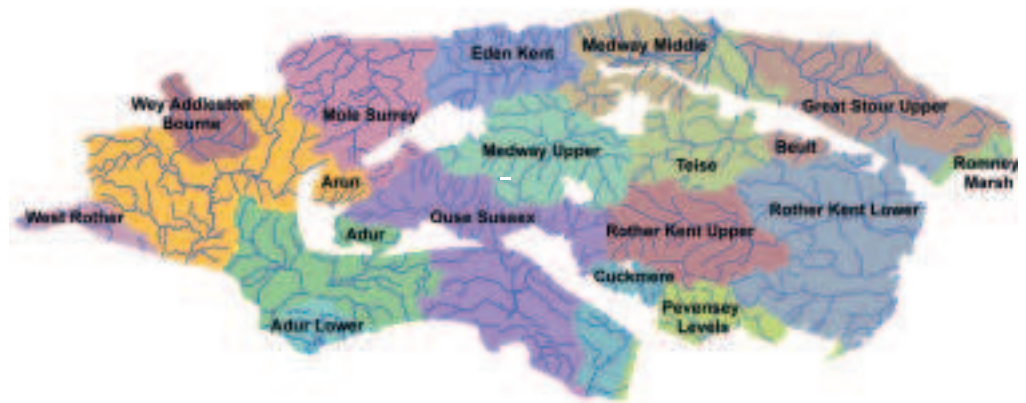 Medway Middle
Eden Kent
Wey Addleston
Bourne
Mole Surrey
Great Stour Upper
Medway Upper
Teise
Beult
Romney
Marsh
Arun
West Rother
Ouse Sussex
Rother Kent Lower
Adur
Rother Kent Upper
Cuckmere
Pevensey
Levels
Adur Lower